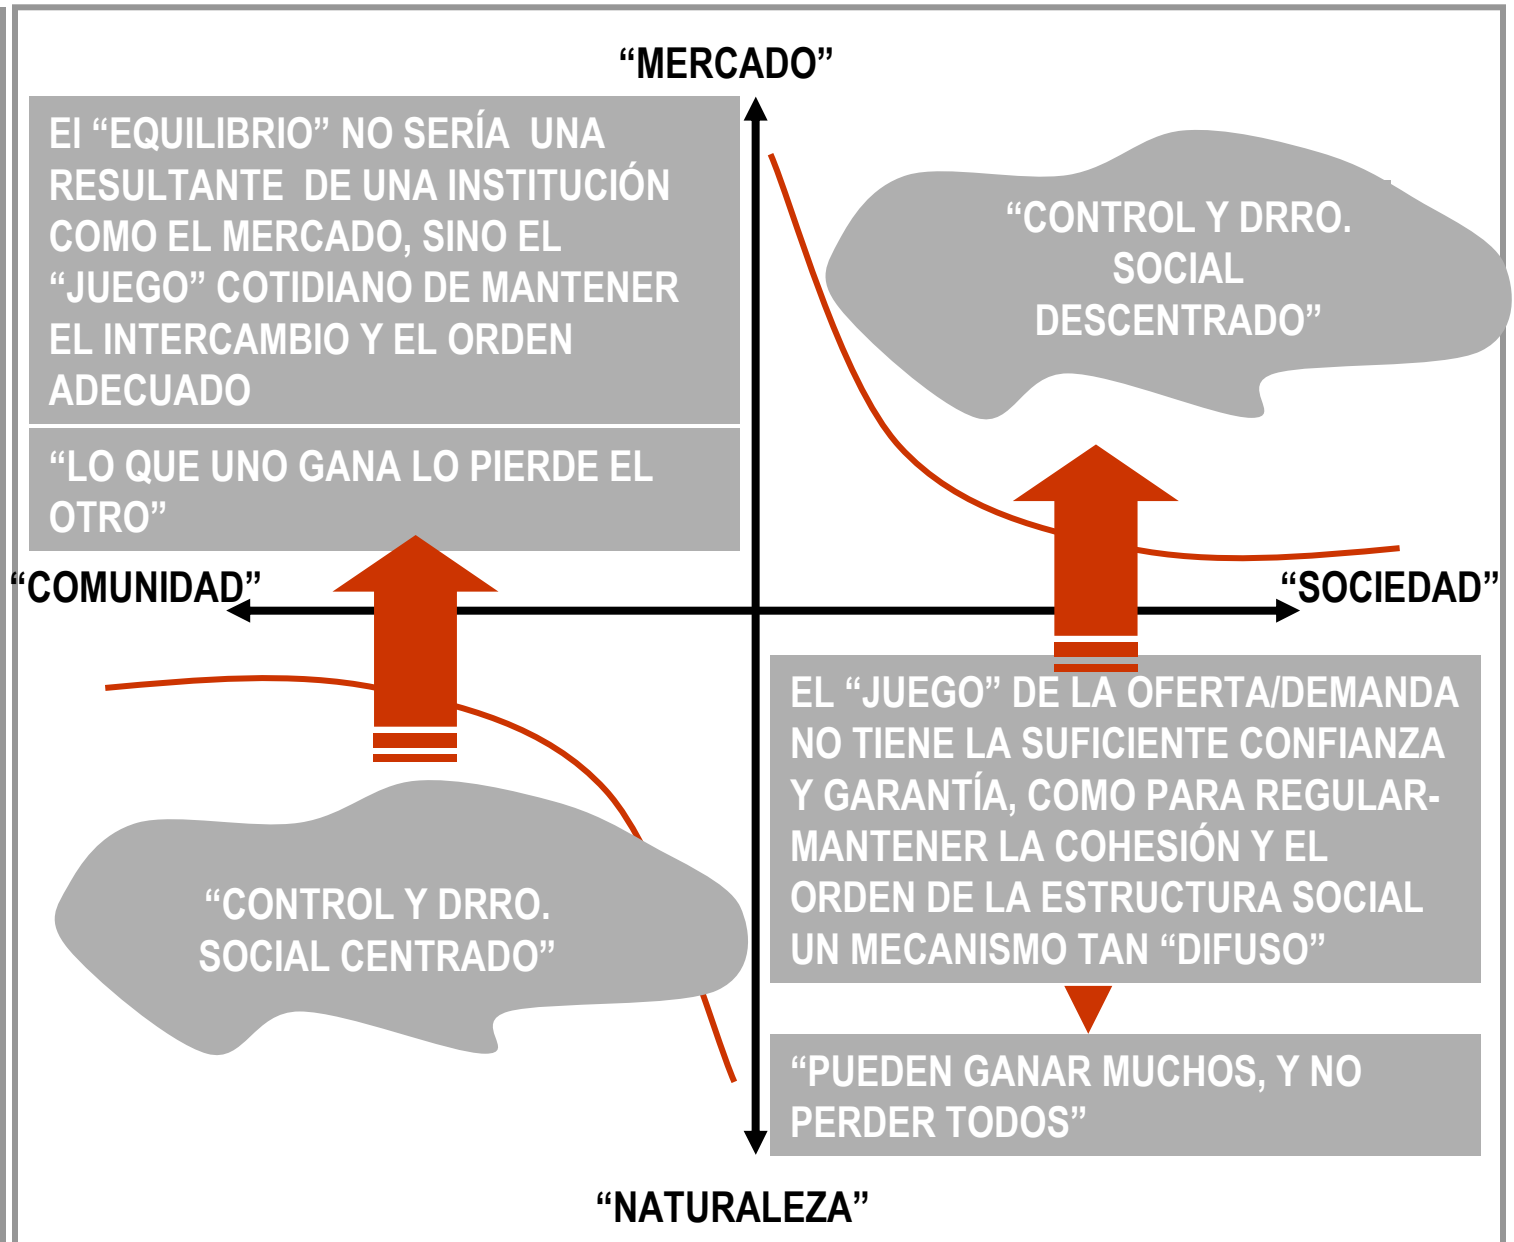 “MERCADO”
El “EQUILIBRIO” NO SERÍA UNA
RESULTANTE DE UNA INSTITUCIÓN
COMO EL MERCADO, SINO EL
“JUEGO” COTIDIANO DE MANTENER
EL INTERCAMBIO Y EL ORDEN
ADECUADO
“LO QUE UNO GANA LO PIERDE EL
OTRO”
“CONTROL Y DRRO.
SOCIAL
DESCENTRADO”
“COMUNIDAD”
“SOCIEDAD”
“CONTROL Y DRRO.
SOCIAL CENTRADO”
EL “JUEGO” DE LA OFERTA/DEMANDA
NO TIENE LA SUFICIENTE CONFIANZA
Y GARANTÍA, COMO PARA REGULAR-
MANTENER LA COHESIÓN Y EL
ORDEN DE LA ESTRUCTURA SOCIAL
UN MECANISMO TAN “DIFUSO”
“PUEDEN GANAR MUCHOS, Y NO
PERDER TODOS”
“NATURALEZA”